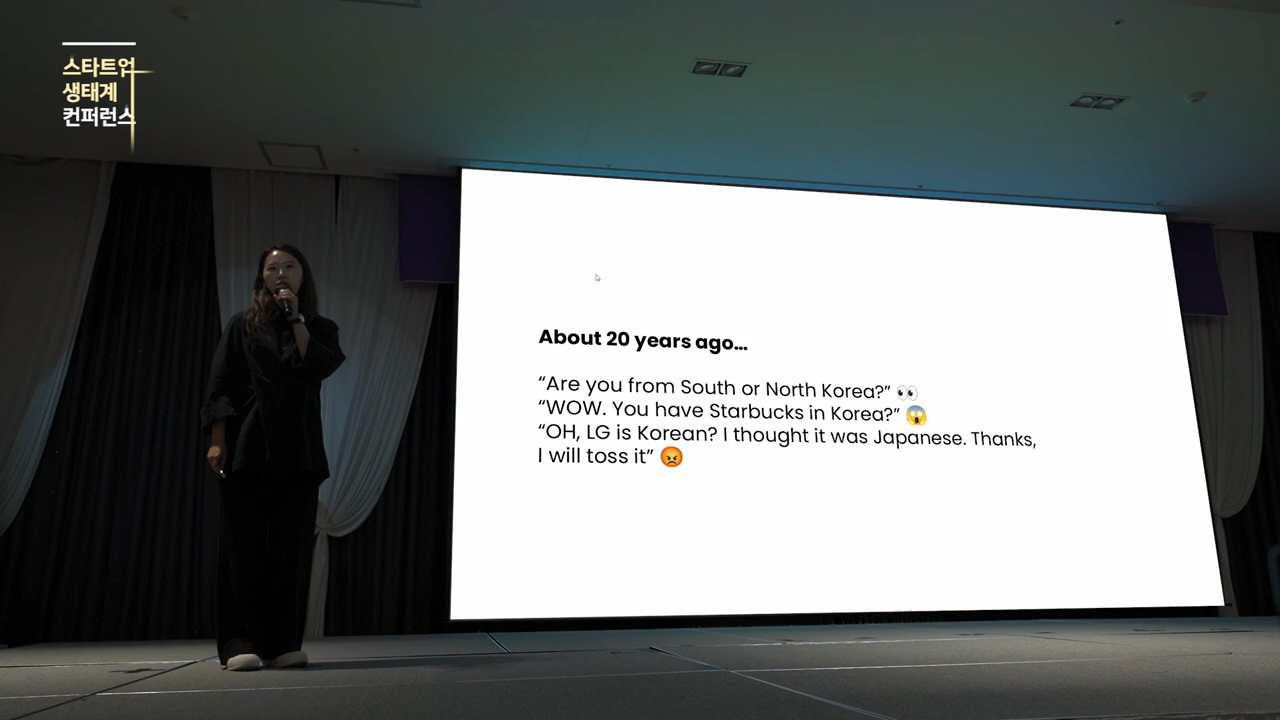 스타트업
생태계
컨퍼런스
About 20 years ago...
“Are you from South or North Korea?” 👀
“WOW. You have Starbucks in Korea?” 😱
“OH, LG is Korean? I thought it was Japanese. Thanks,
I will toss it” 😡